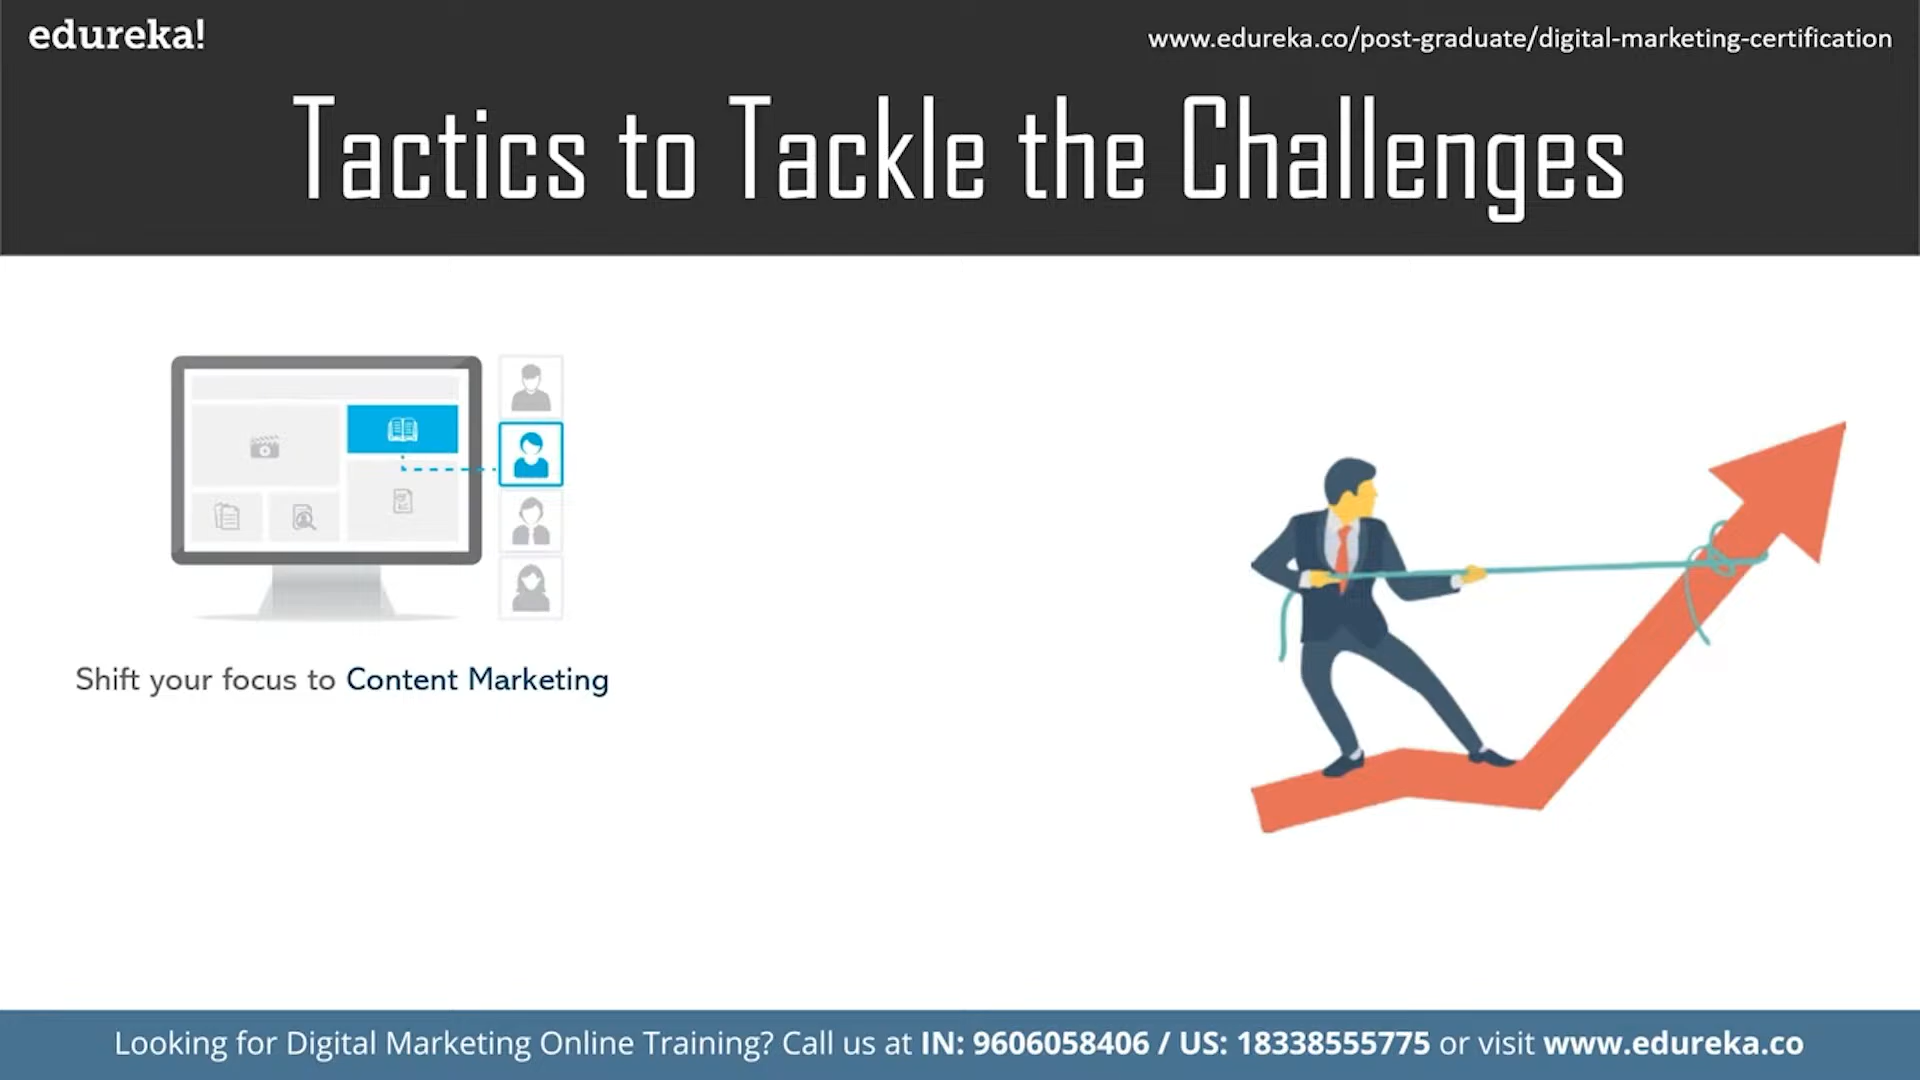 edureka!
www.edureka.co/post-graduate/digital-marketing-certification
Tactics to Tackle the Challenges
Shift your focus to Content Marketing
Looking for Digital Marketing Online Training? Call us at IN: 9606058406 / US: 18338555775 or visit www.edureka.co